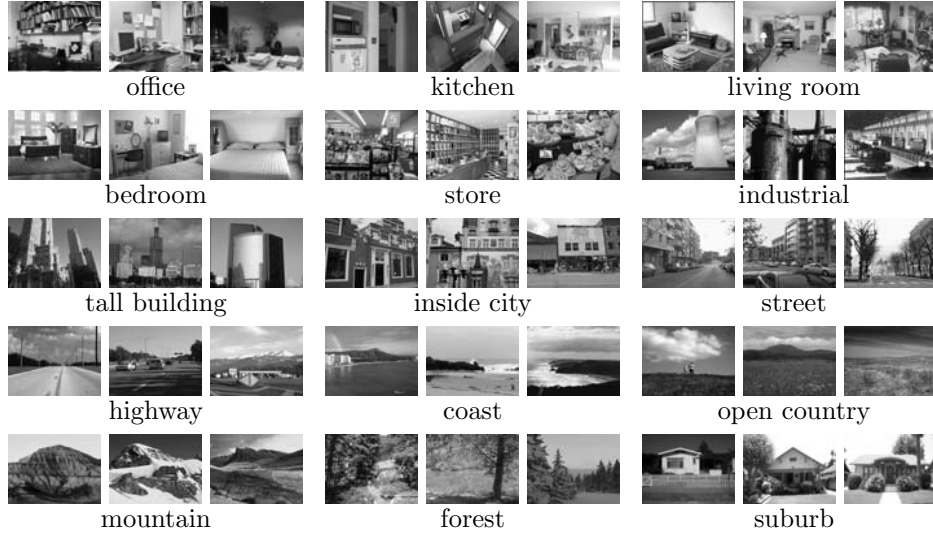 office
kitchen
living room
bedroom
store
industrial
tall building
inside city
street
highway
coast
open country
mountain
forest
suburb